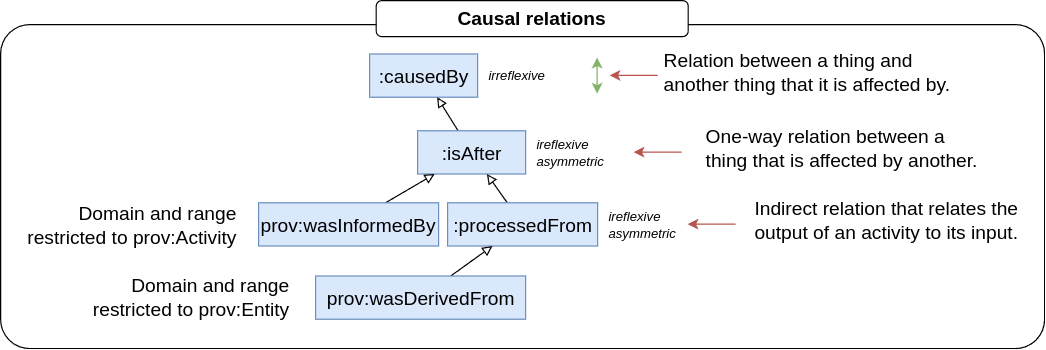 Causal relations
:causedBy
irreflexive
Relation between a thing and
another thing that it is affected by.
:isAfter
ireflexive
asymmetric
One-way relation between a
thing that is affected by another.
Domain and range
restricted to prov:Activity
prov:wasInformedBy
:processedFrom
ireflexive
asymmetric
Indirect relation that relates the
output of an activity to its input.
Domain and range
restricted to prov:Entity
prov:wasDerivedFrom